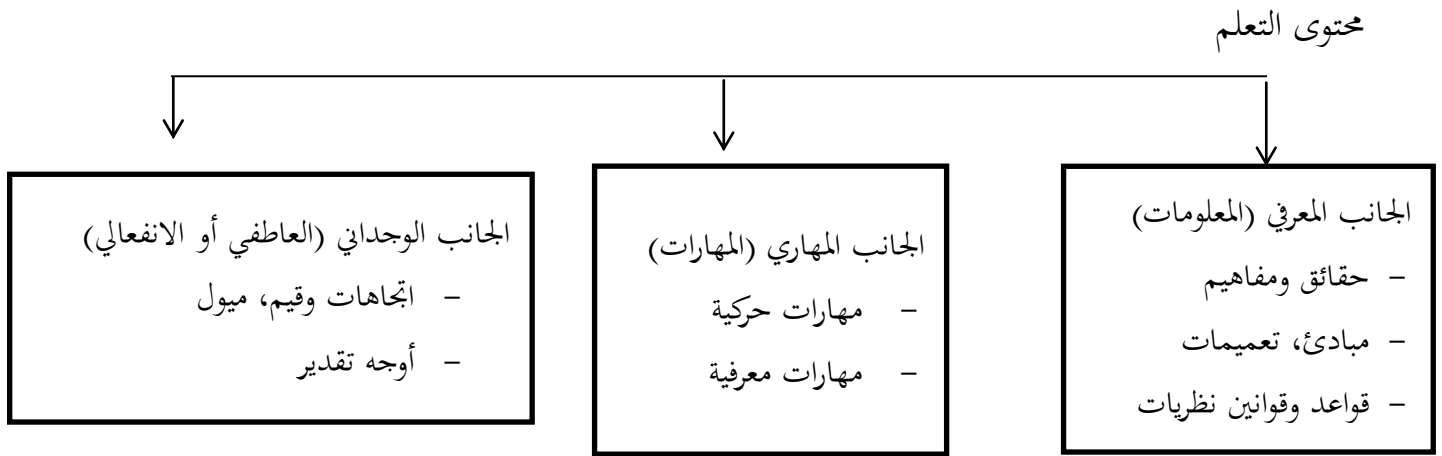 محتوى التعلم
الجانب المعرفي (المعلومات)
- حقائق ومفاهيم
- مبادئ، تعميمات
- قواعد وقوانين نظريات
الجانب المهاري (المهارات)
- مهارات حركية
- مهارات معرفية
الجانب الوجداني (العاطفي أو الانفعالي)
- اتجاهات وقيم، ميول
- أوجه تقدير